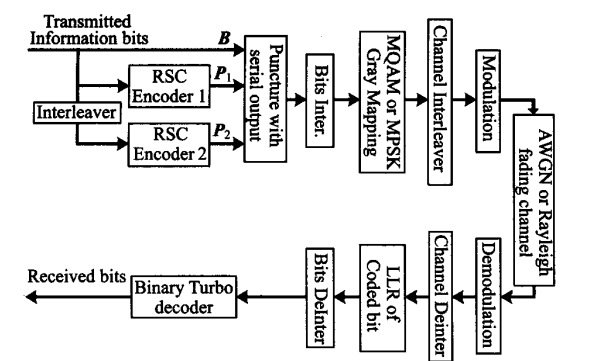 Transmitted
Information bits
B
RSC
Encoder 1
P1
Interleaver
RSC
Encoder 2
P2
Puncture with
serial output
Bits Inter.
MQAM or MPSK
Gray Mapping
Channel Interleaver
Modulation
AWGN or Rayleigh
fading channel
Demodulation
Channel Deinter
LLR of
Coded bit
Bits DeInter
Binary Turbo
decoder
Received bits